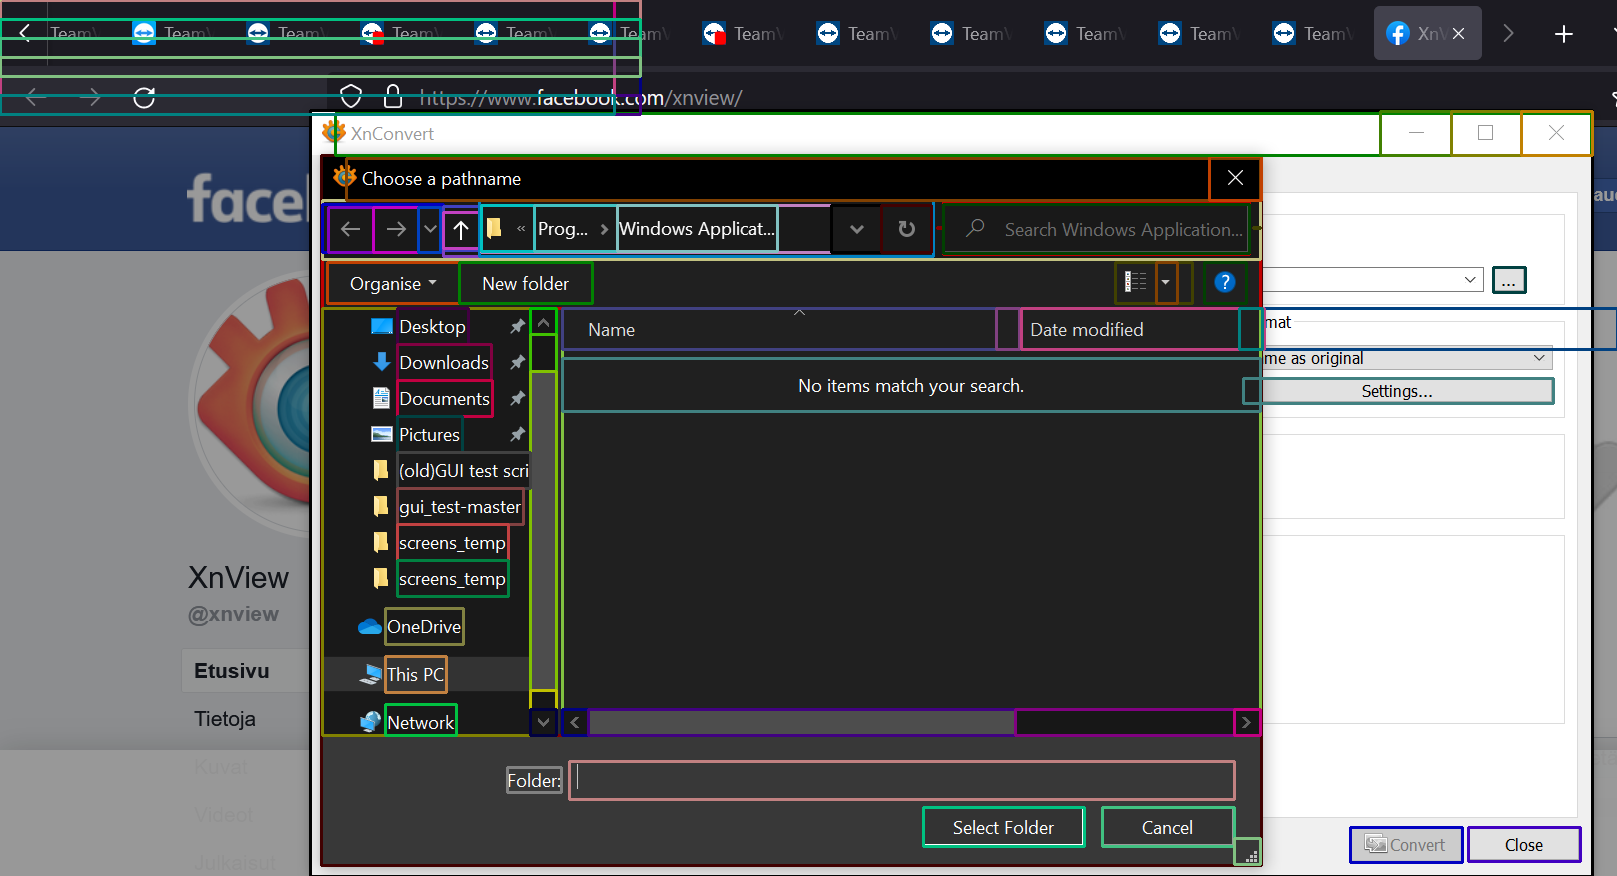 Team
Team
Team
Team
Team
Team
Team
Team
Team
Team
Team
Team
Xn
https://www.facebook.com/xnview/
XnConvert
Choose a pathname
« Prog... Windows Applicat...
Search Windows Application...
Organise
New folder
?
...
Desktop
Name
Date modified
mat
Downloads
me as original
Documents
No items match your search.
Settings...
Pictures
(old)GUI test scri
gui_test-master
screens_temp
screens_temp
XnView
@xnview
OneDrive
Etusivu
This PC
Tietoja
Network
Kuvat
Folder:
Videot
Select Folder
Cancel
Convert
Close
Julkaisut